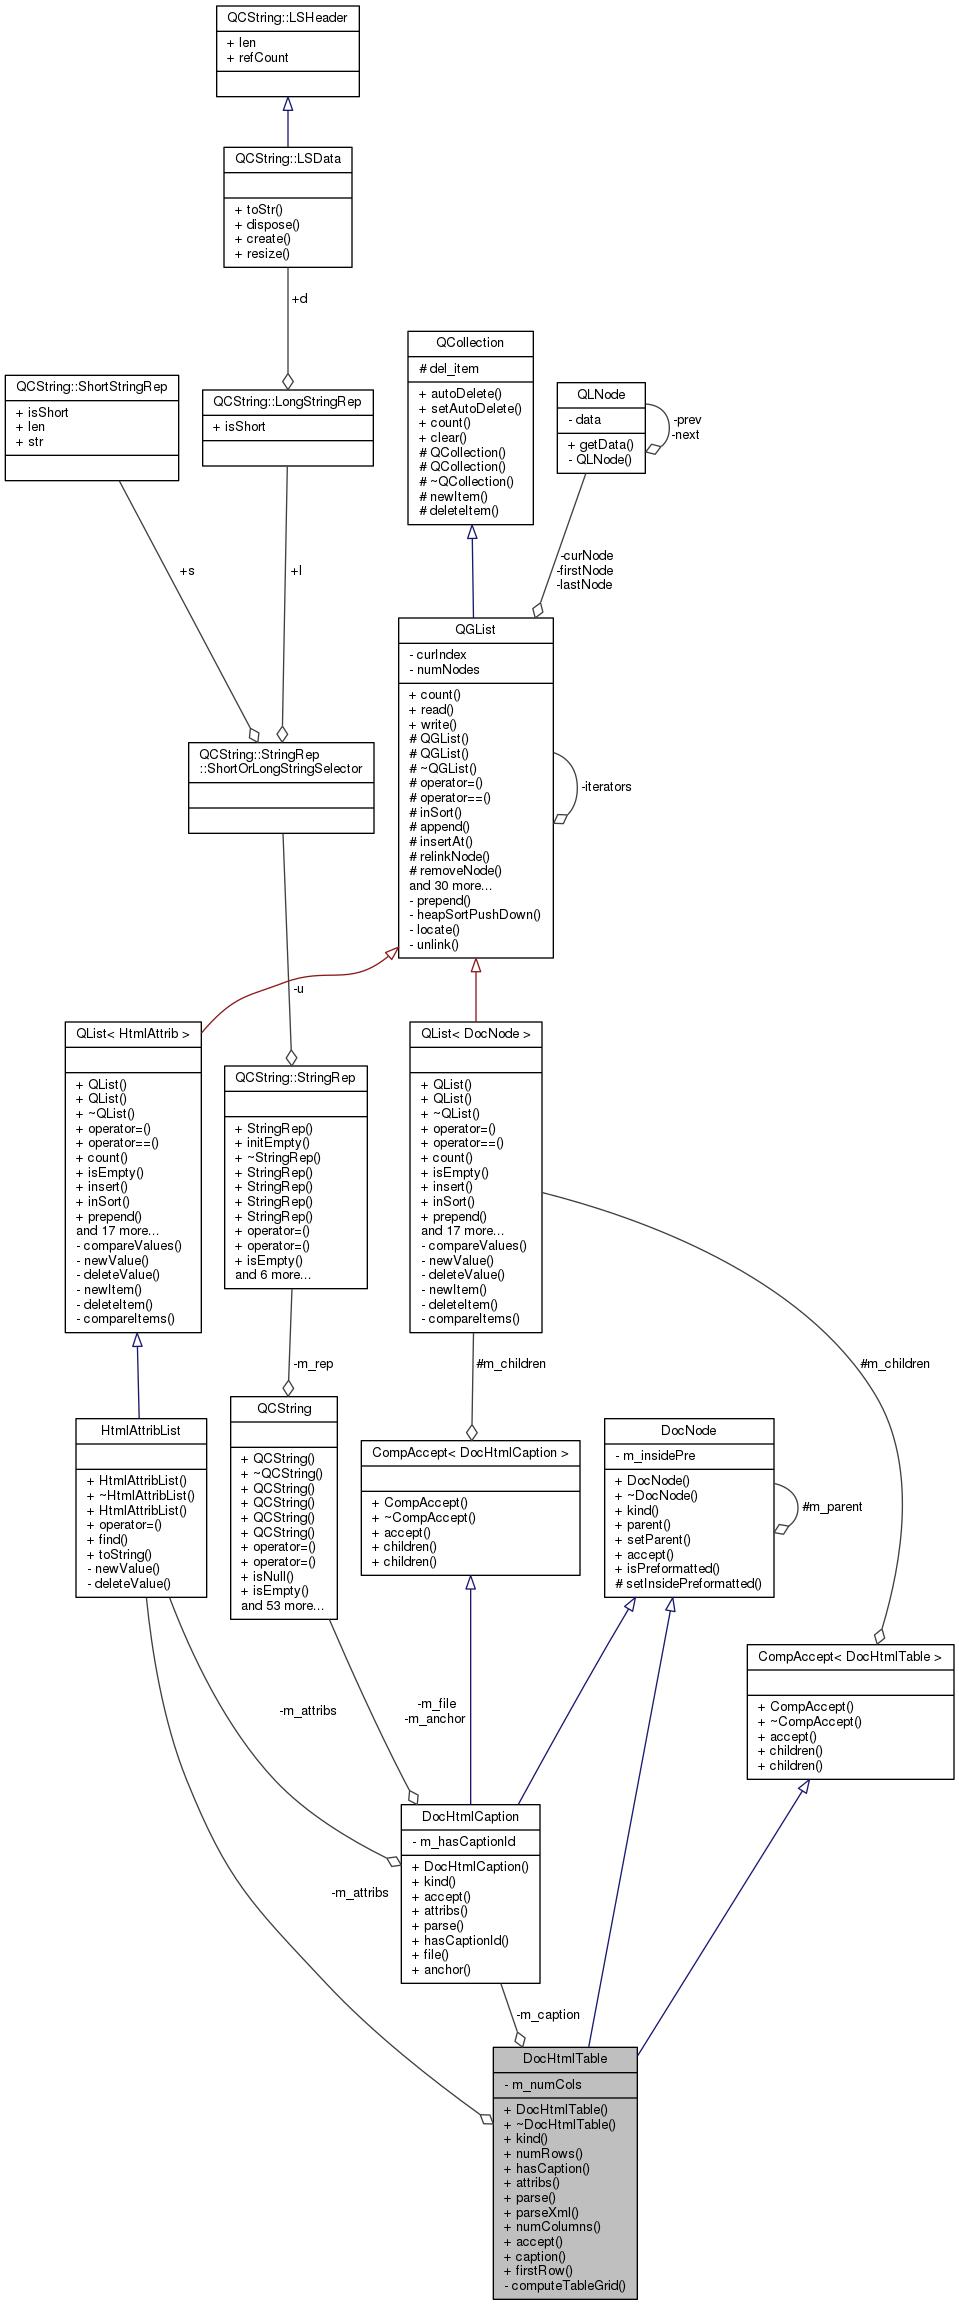 QCString::LSHeader
+ len
+ refCount
QCString::LSData
+ toStr()
+ dispose()
+ create()
+ resize()
+d
QCString::ShortStringRep
+ isShort
+ len
+ str
QCString::LongStringRep
+ isShort
QCollection
# del_item
+ autoDelete()
+ setAutoDelete()
+ count()
+ clear()
# QCollection()
# QCollection()
# ~QCollection()
# newItem()
# deleteItem()
QLNode
- data
+ getData()
- QLNode()
-prev
-next
+s
+l
-curNode
-firstNode
-lastNode
QGList
- curIndex
- numNodes
+ count()
+ read()
+ write()
# QGList()
# QGList()
# ~QGList()
# operator=()
# operator==()
# inSort()
# append()
# insertAt()
# relinkNode()
# removeNode()
and 30 more...
- prepend()
- heapSortPushDown()
- locate()
- unlink()
-iterators
QCString::StringRep
::ShortOrLongStringSelector
-u
QList< HtmlAttrib >
+ QList()
+ QList()
+ ~QList()
+ operator=()
+ operator==()
+ count()
+ isEmpty()
+ insert()
+ inSort()
+ prepend()
and 17 more...
- compareValues()
- newValue()
- deleteValue()
- newItem()
- deleteItem()
- compareItems()
QCString::StringRep
+ StringRep()
+ initEmpty()
+ ~StringRep()
+ StringRep()
+ StringRep()
+ StringRep()
+ StringRep()
+ operator=()
+ operator=()
+ isEmpty()
and 6 more...
QList< DocNode >
+ QList()
+ QList()
+ ~QList()
+ operator=()
+ operator==()
+ count()
+ isEmpty()
+ insert()
+ inSort()
+ prepend()
and 17 more...
- compareValues()
- newValue()
- deleteValue()
- newItem()
- deleteItem()
- compareItems()
-m_rep
#m_children
#m_children
HtmlAttribList
+ HtmlAttribList()
+ ~HtmlAttribList()
+ HtmlAttribList()
+ operator=()
+ find()
+ toString()
- newValue()
- deleteValue()
QCString
+ QCString()
+ ~QCString()
+ QCString()
+ QCString()
+ QCString()
+ QCString()
+ operator=()
+ operator=()
+ isNull()
+ isEmpty()
and 53 more...
CompAccept< DocHtmlCaption >
+ CompAccept()
+ ~CompAccept()
+ accept()
+ children()
+ children()
DocNode
- m_insidePre
+ DocNode()
+ ~DocNode()
+ kind()
+ parent()
+ setParent()
+ accept()
+ isPreformatted()
# setInsidePreformatted()
#m_parent
CompAccept< DocHtmlTable >
+ CompAccept()
+ ~CompAccept()
+ accept()
+ children()
+ children()
-m_attribs
-m_file
-m_anchor
DocHtmlCaption
- m_hasCaptionId
+ DocHtmlCaption()
+ kind()
+ accept()
+ attribs()
+ parse()
+ hasCaptionId()
+ file()
+ anchor()
-m_attribs
-m_caption
DocHtmlTable
- m_numCols
+ DocHtmlTable()
+ ~DocHtmlTable()
+ kind()
+ numRows()
+ hasCaption()
+ attribs()
+ parse()
+ parseXml()
+ numColumns()
+ accept()
+ caption()
+ firstRow()
- computeTableGrid()